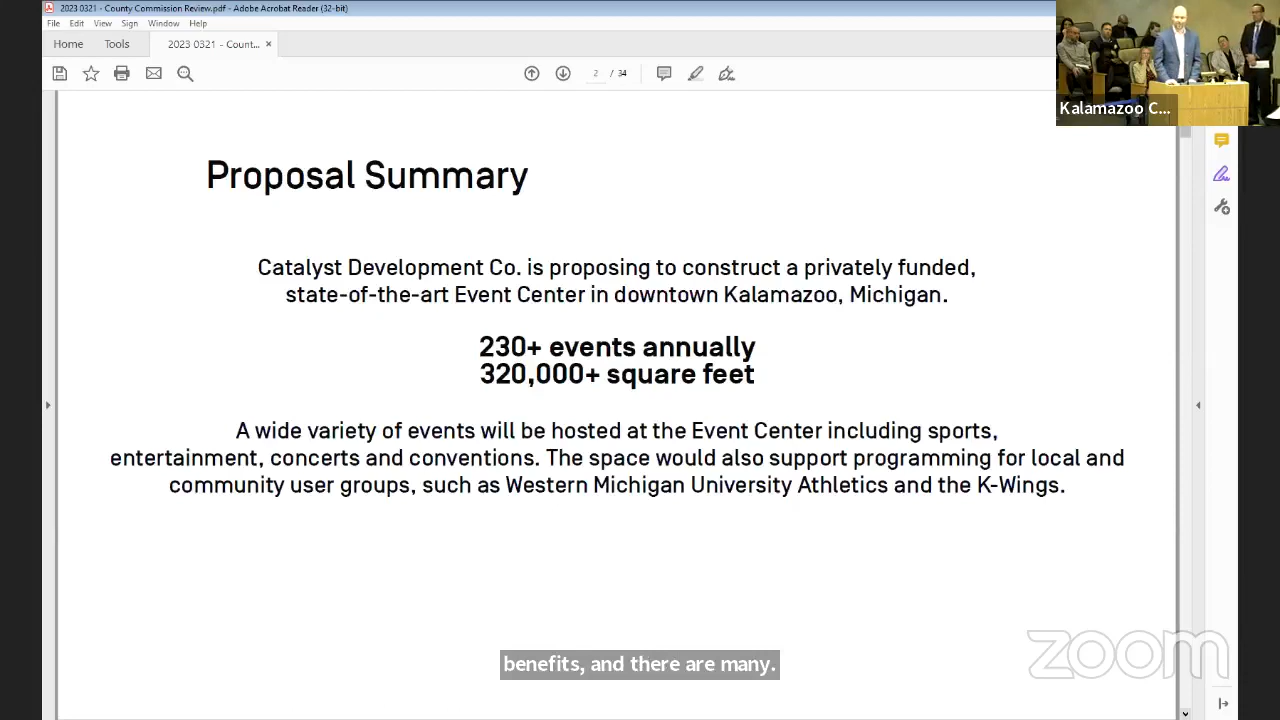 2023 0321 - County Commission Review.pdf - Adobe Acrobat Reader (32-bit)
File Edit View Sign Window Help
Home Tools 2023 0321 - Count... ×
2 / 34
Kalamazoo C...
Proposal Summary
Catalyst Development Co. is proposing to construct a privately funded,
state-of-the-art Event Center in downtown Kalamazoo, Michigan.
230+ events annually
320,000+ square feet
A wide variety of events will be hosted at the Event Center including sports,
entertainment, concerts and conventions. The space would also support programming for local and
community user groups, such as Western Michigan University Athletics and the K-Wings.
benefits, and there are many.
zoom